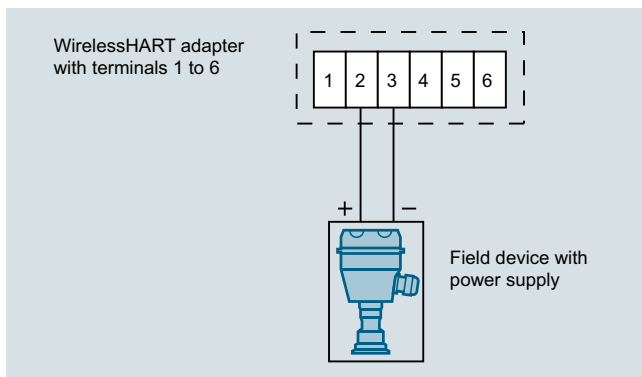 WirelessHART adapter
with terminals 1 to 6
1 2 3 4 5 6
+ −
Field device with
power supply